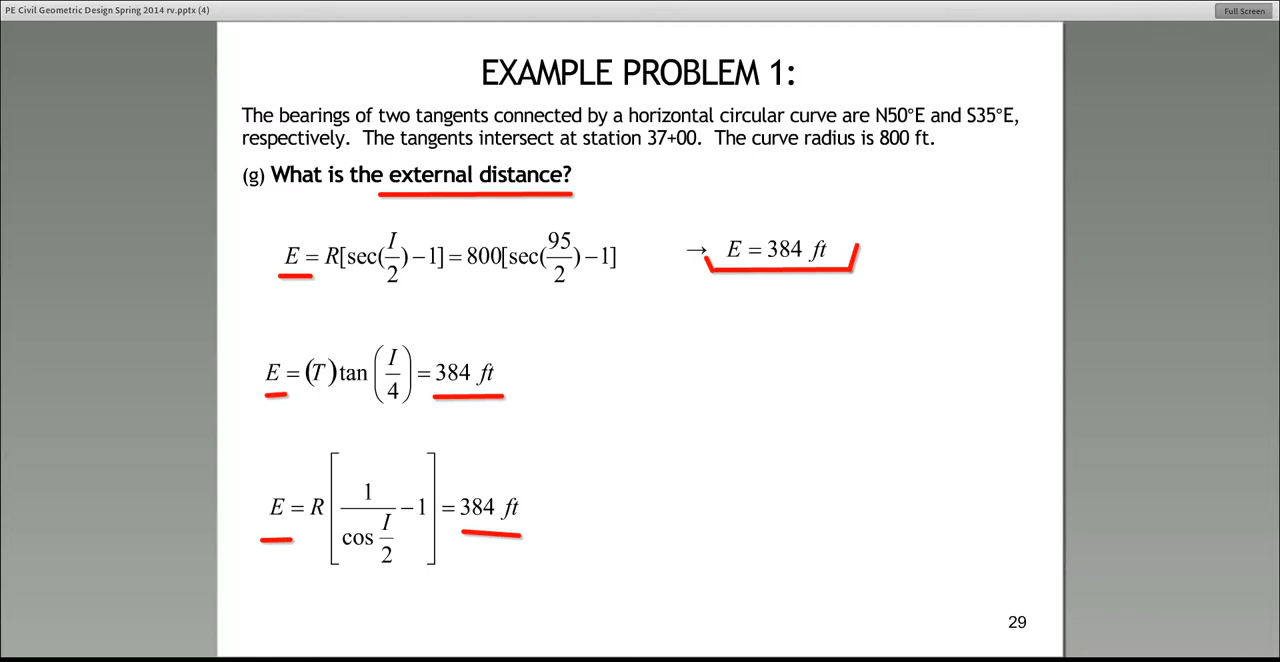 PE Civil Geometric Design Spring 2014 rv.pptx (4)
Full Screen
EXAMPLE PROBLEM 1:
The bearings of two tangents connected by a horizontal circular curve are N50°E and S35°E,
respectively. The tangents intersect at station 37+00. The curve radius is 800 ft.
(g) What is the external distance?
E = R[sec(I/2) − 1] = 800[sec(95/2) − 1] → E = 384 ft
E = (T) tan(I/4) = 384 ft
E = R[1/cos I/2 − 1] = 384 ft
29